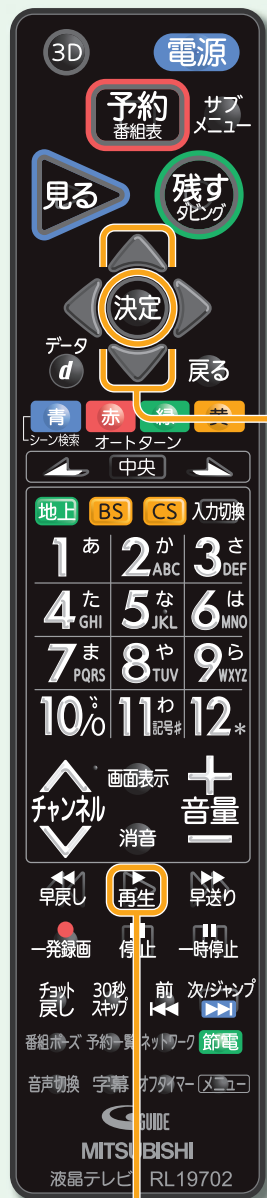 3D 電源
予約 サブ
番組表 メニュー
見る 残す
ダビング
決定
データ
d 戻る
青 赤 緑 黄
シーン検索 オートターン
中央
地上 BS CS 入力切換
1 あ 2 か ABC 3 さ DEF
4 た GHI 5 な JKL 6 は MNO
7 ま PQRS 8 や TUV 9 ら WXYZ
10/0 11 わ 記号# 12 *
画面表示 +
チャンネル 音量
消音 −
早戻し 再生 早送り
一発録画 停止 一時停止
チョット 30秒 前 次/ジャンプ
戻し スキップ
番組ポーズ 予約一覧 ネットワーク 節電
音声切換 字幕 オフタイマー メニュー
G GUIDE
MITSUBISHI
液晶テレビ RL19702